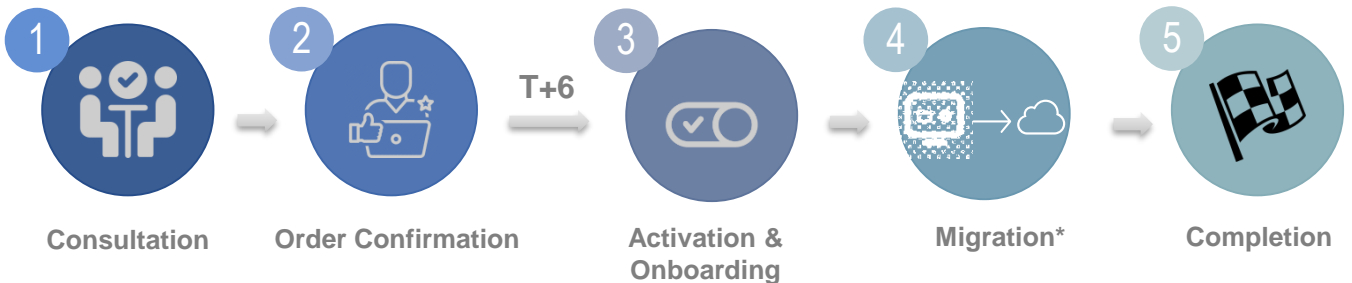 1
2
3
4
5
T+6
Consultation
Order Confirmation
Activation &
Onboarding
Migration*
Completion